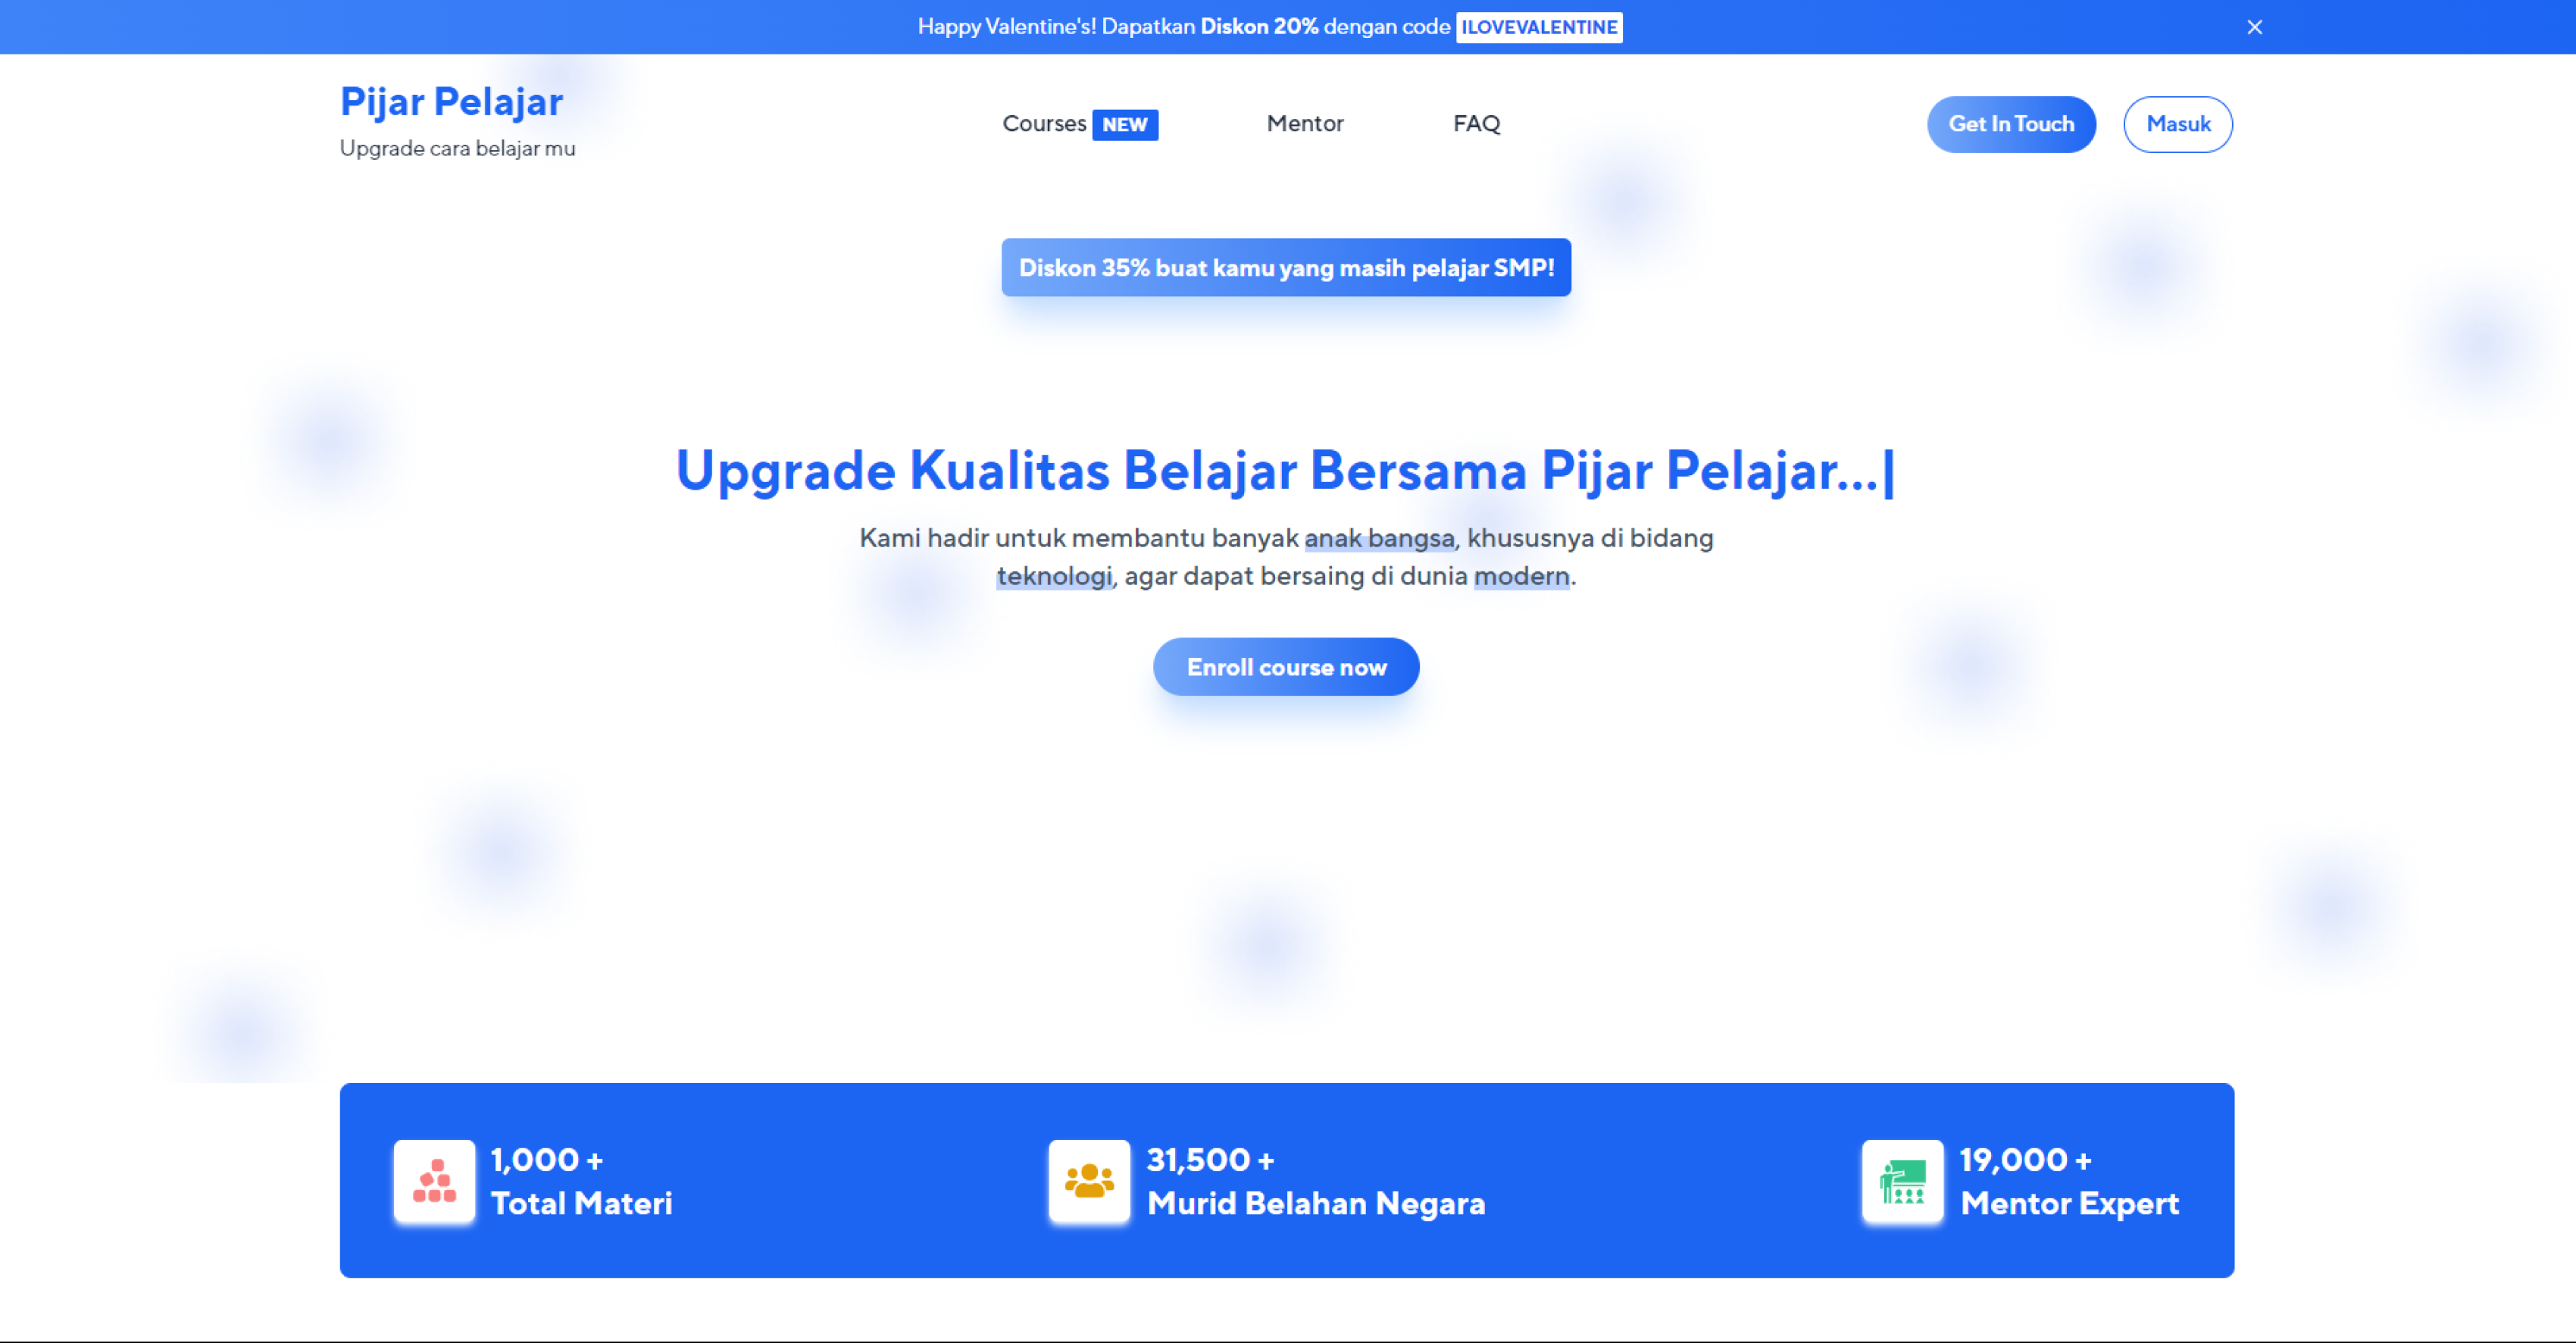 Happy Valentine's! Dapatkan Diskon 20% dengan code ILOVEVALENTINE
Pijar Pelajar
Upgrade cara belajar mu
Courses NEW
Mentor
FAQ
Get In Touch
Masuk
Diskon 35% buat kamu yang masih pelajar SMP!
Upgrade Kualitas Belajar Bersama Pijar Pelajar...|
Kami hadir untuk membantu banyak anak bangsa, khususnya di bidang
teknologi, agar dapat bersaing di dunia modern.
Enroll course now
1,000 +
Total Materi
31,500 +
Murid Belahan Negara
19,000 +
Mentor Expert